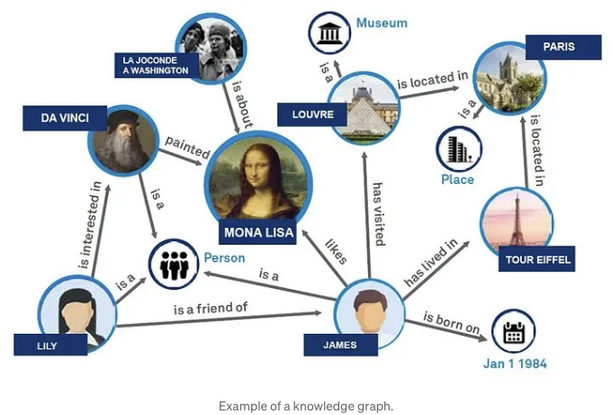 Museum
PARIS
LA JOCONDE
A WASHINGTON
is a
is located in
is about
LOUVRE
is a
DA VINCI
painted
is located in
Place
is a
has visited
is interested in
MONA LISA
Person
likes
has lived in
TOUR EIFFEL
is a
is a
is a friend of
is born on
LILY
JAMES
Jan 1 1984
Example of a knowledge graph.